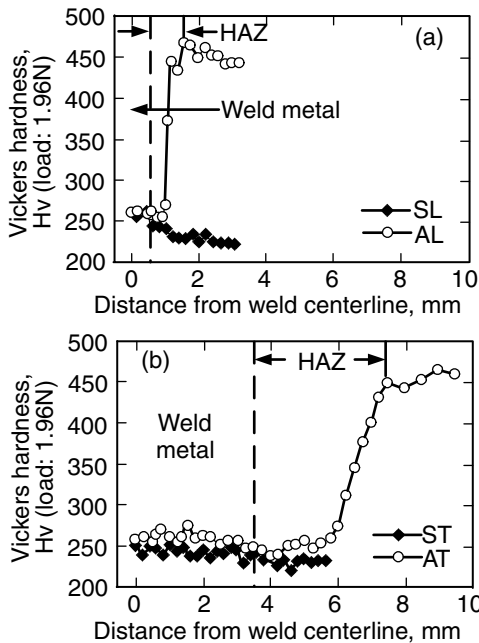 HAZ
(a)
Weld metal
SL
AL
500
450
400
350
300
250
200
Vickers hardness,
Hv (load: 1.96N)
0 2 4 6 8 10
Distance from weld centerline, mm
(b)
HAZ
Weld
metal
ST
AT
500
450
400
350
300
250
200
Vickers hardness,
Hv (load: 1.96N)
0 2 4 6 8 10
Distance from weld centerline, mm